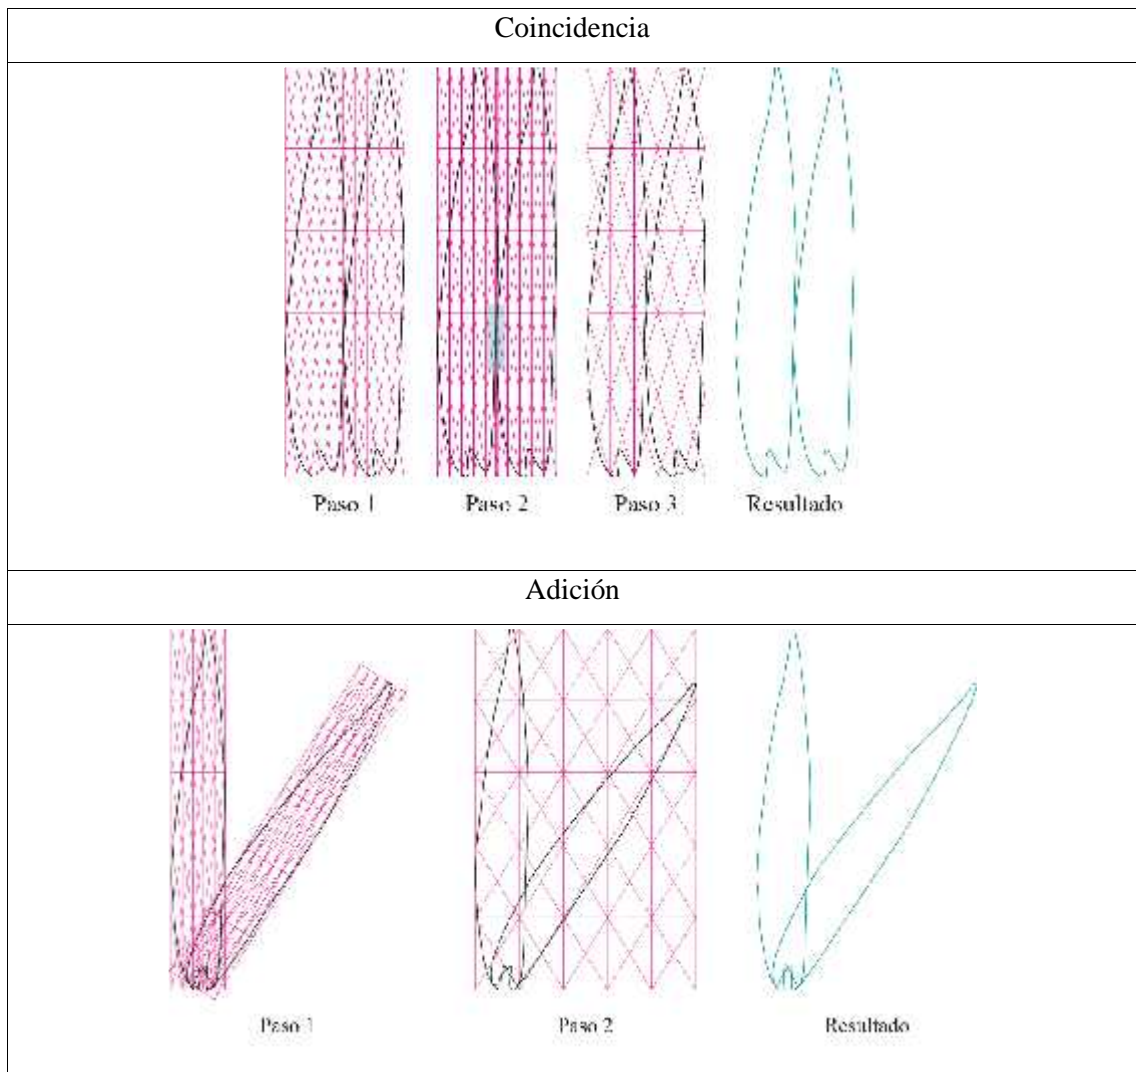 Coincidencia
Paso 1 Paso 2 Paso 3 Resultado
Adición
Paso 1 Paso 2 Resultado